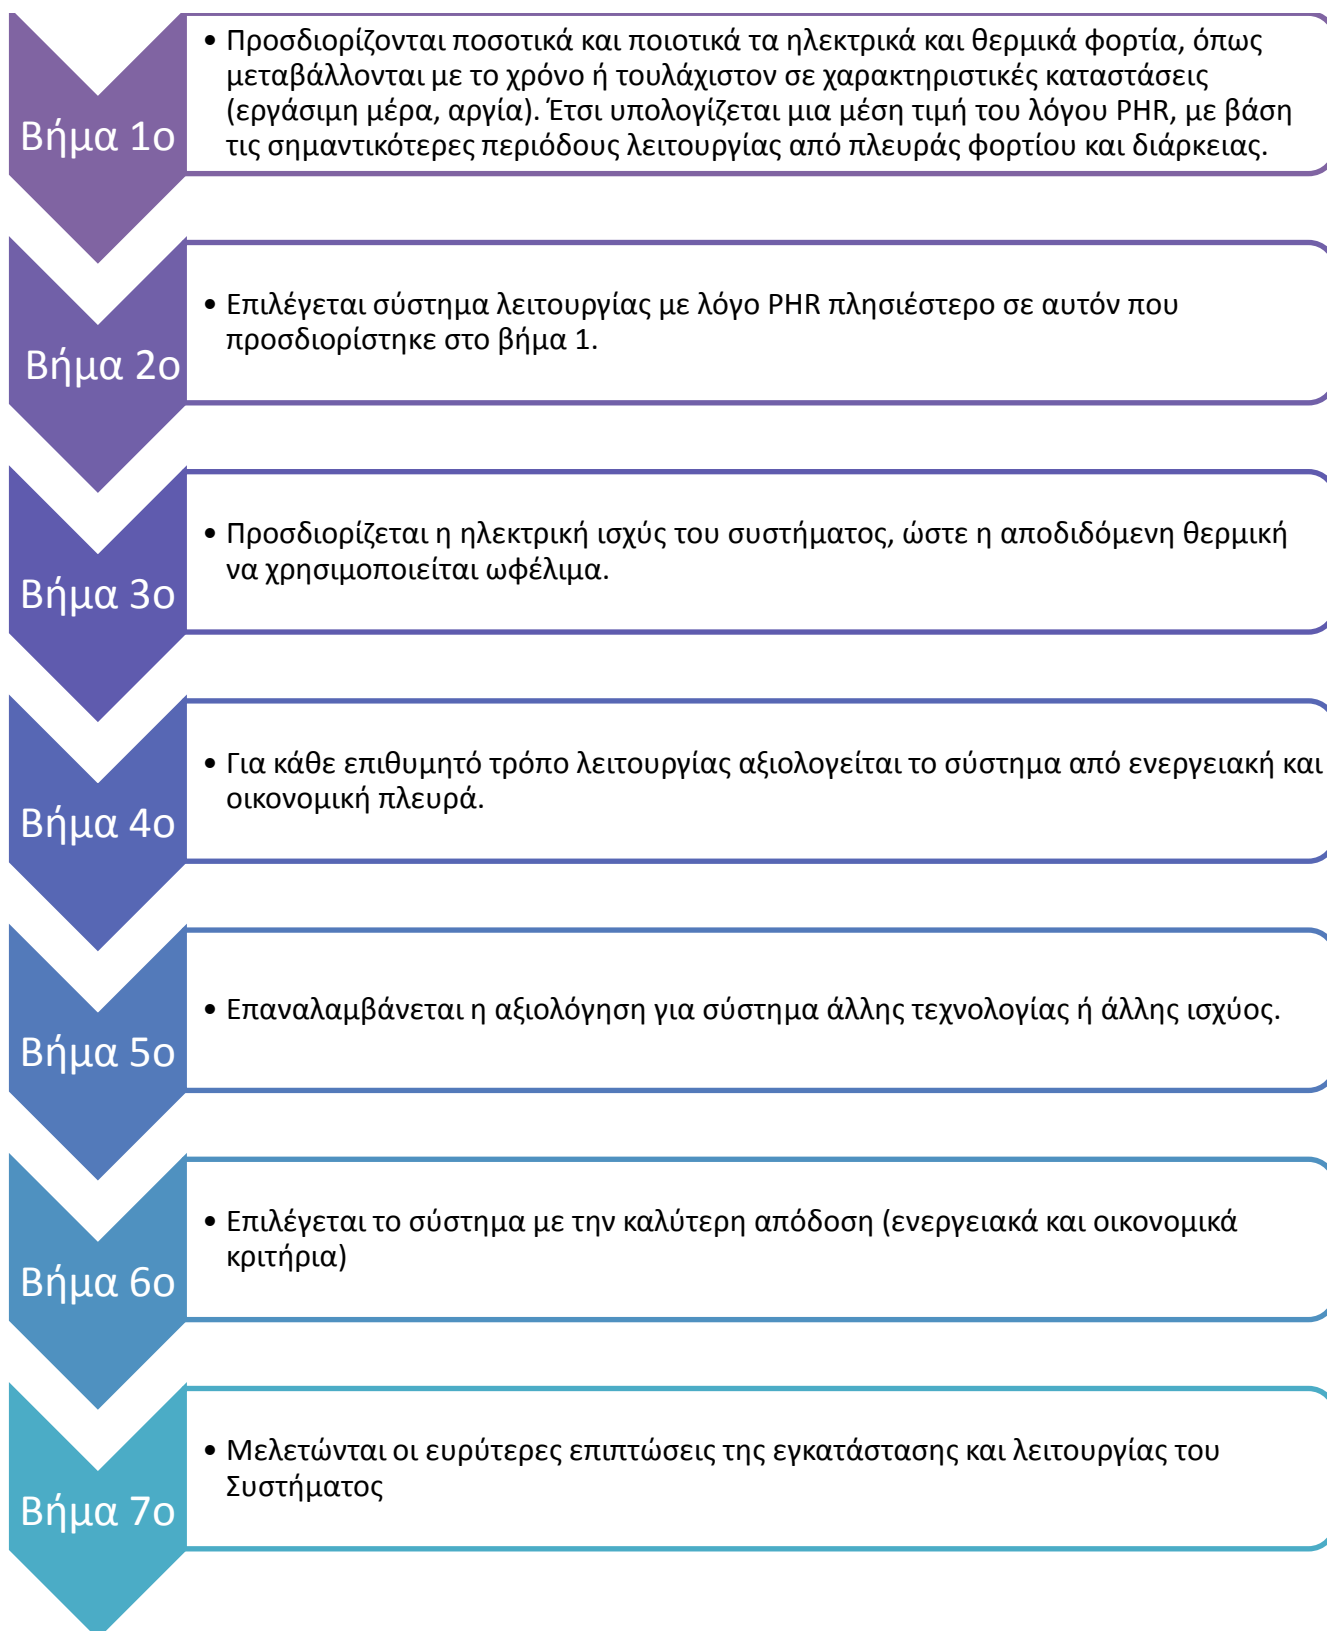 Βήμα 1ο
• Προσδιορίζονται ποσοτικά και ποιοτικά τα ηλεκτρικά και θερμικά φορτία, όπως
μεταβάλλονται με το χρόνο ή τουλάχιστον σε χαρακτηριστικές καταστάσεις
(εργάσιμη μέρα, αργία). Έτσι υπολογίζεται μια μέση τιμή του λόγου PHR, με βάση
τις σημαντικότερες περιόδους λειτουργίας από πλευράς φορτίου και διάρκειας.
Βήμα 2ο
• Επιλέγεται σύστημα λειτουργίας με λόγο PHR πλησιέστερο σε αυτόν που
προσδιορίστηκε στο βήμα 1.
Βήμα 3ο
• Προσδιορίζεται η ηλεκτρική ισχύς του συστήματος, ώστε η αποδιδόμενη θερμική
να χρησιμοποιείται ωφέλιμα.
Βήμα 4ο
• Για κάθε επιθυμητό τρόπο λειτουργίας αξιολογείται το σύστημα από ενεργειακή και
οικονομική πλευρά.
Βήμα 5ο
• Επαναλαμβάνεται η αξιολόγηση για σύστημα άλλης τεχνολογίας ή άλλης ισχύος.
Βήμα 6ο
• Επιλέγεται το σύστημα με την καλύτερη απόδοση (ενεργειακά και οικονομικά
κριτήρια)
Βήμα 7ο
• Μελετώνται οι ευρύτερες επιπτώσεις της εγκατάστασης και λειτουργίας του
Συστήματος